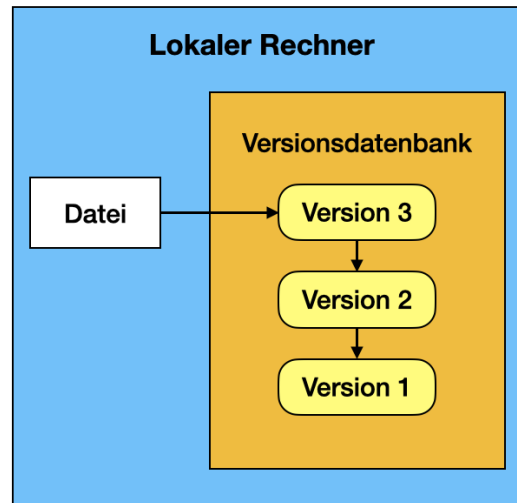 Lokaler Rechner
Versionsdatenbank
Datei
Version 3
Version 2
Version 1